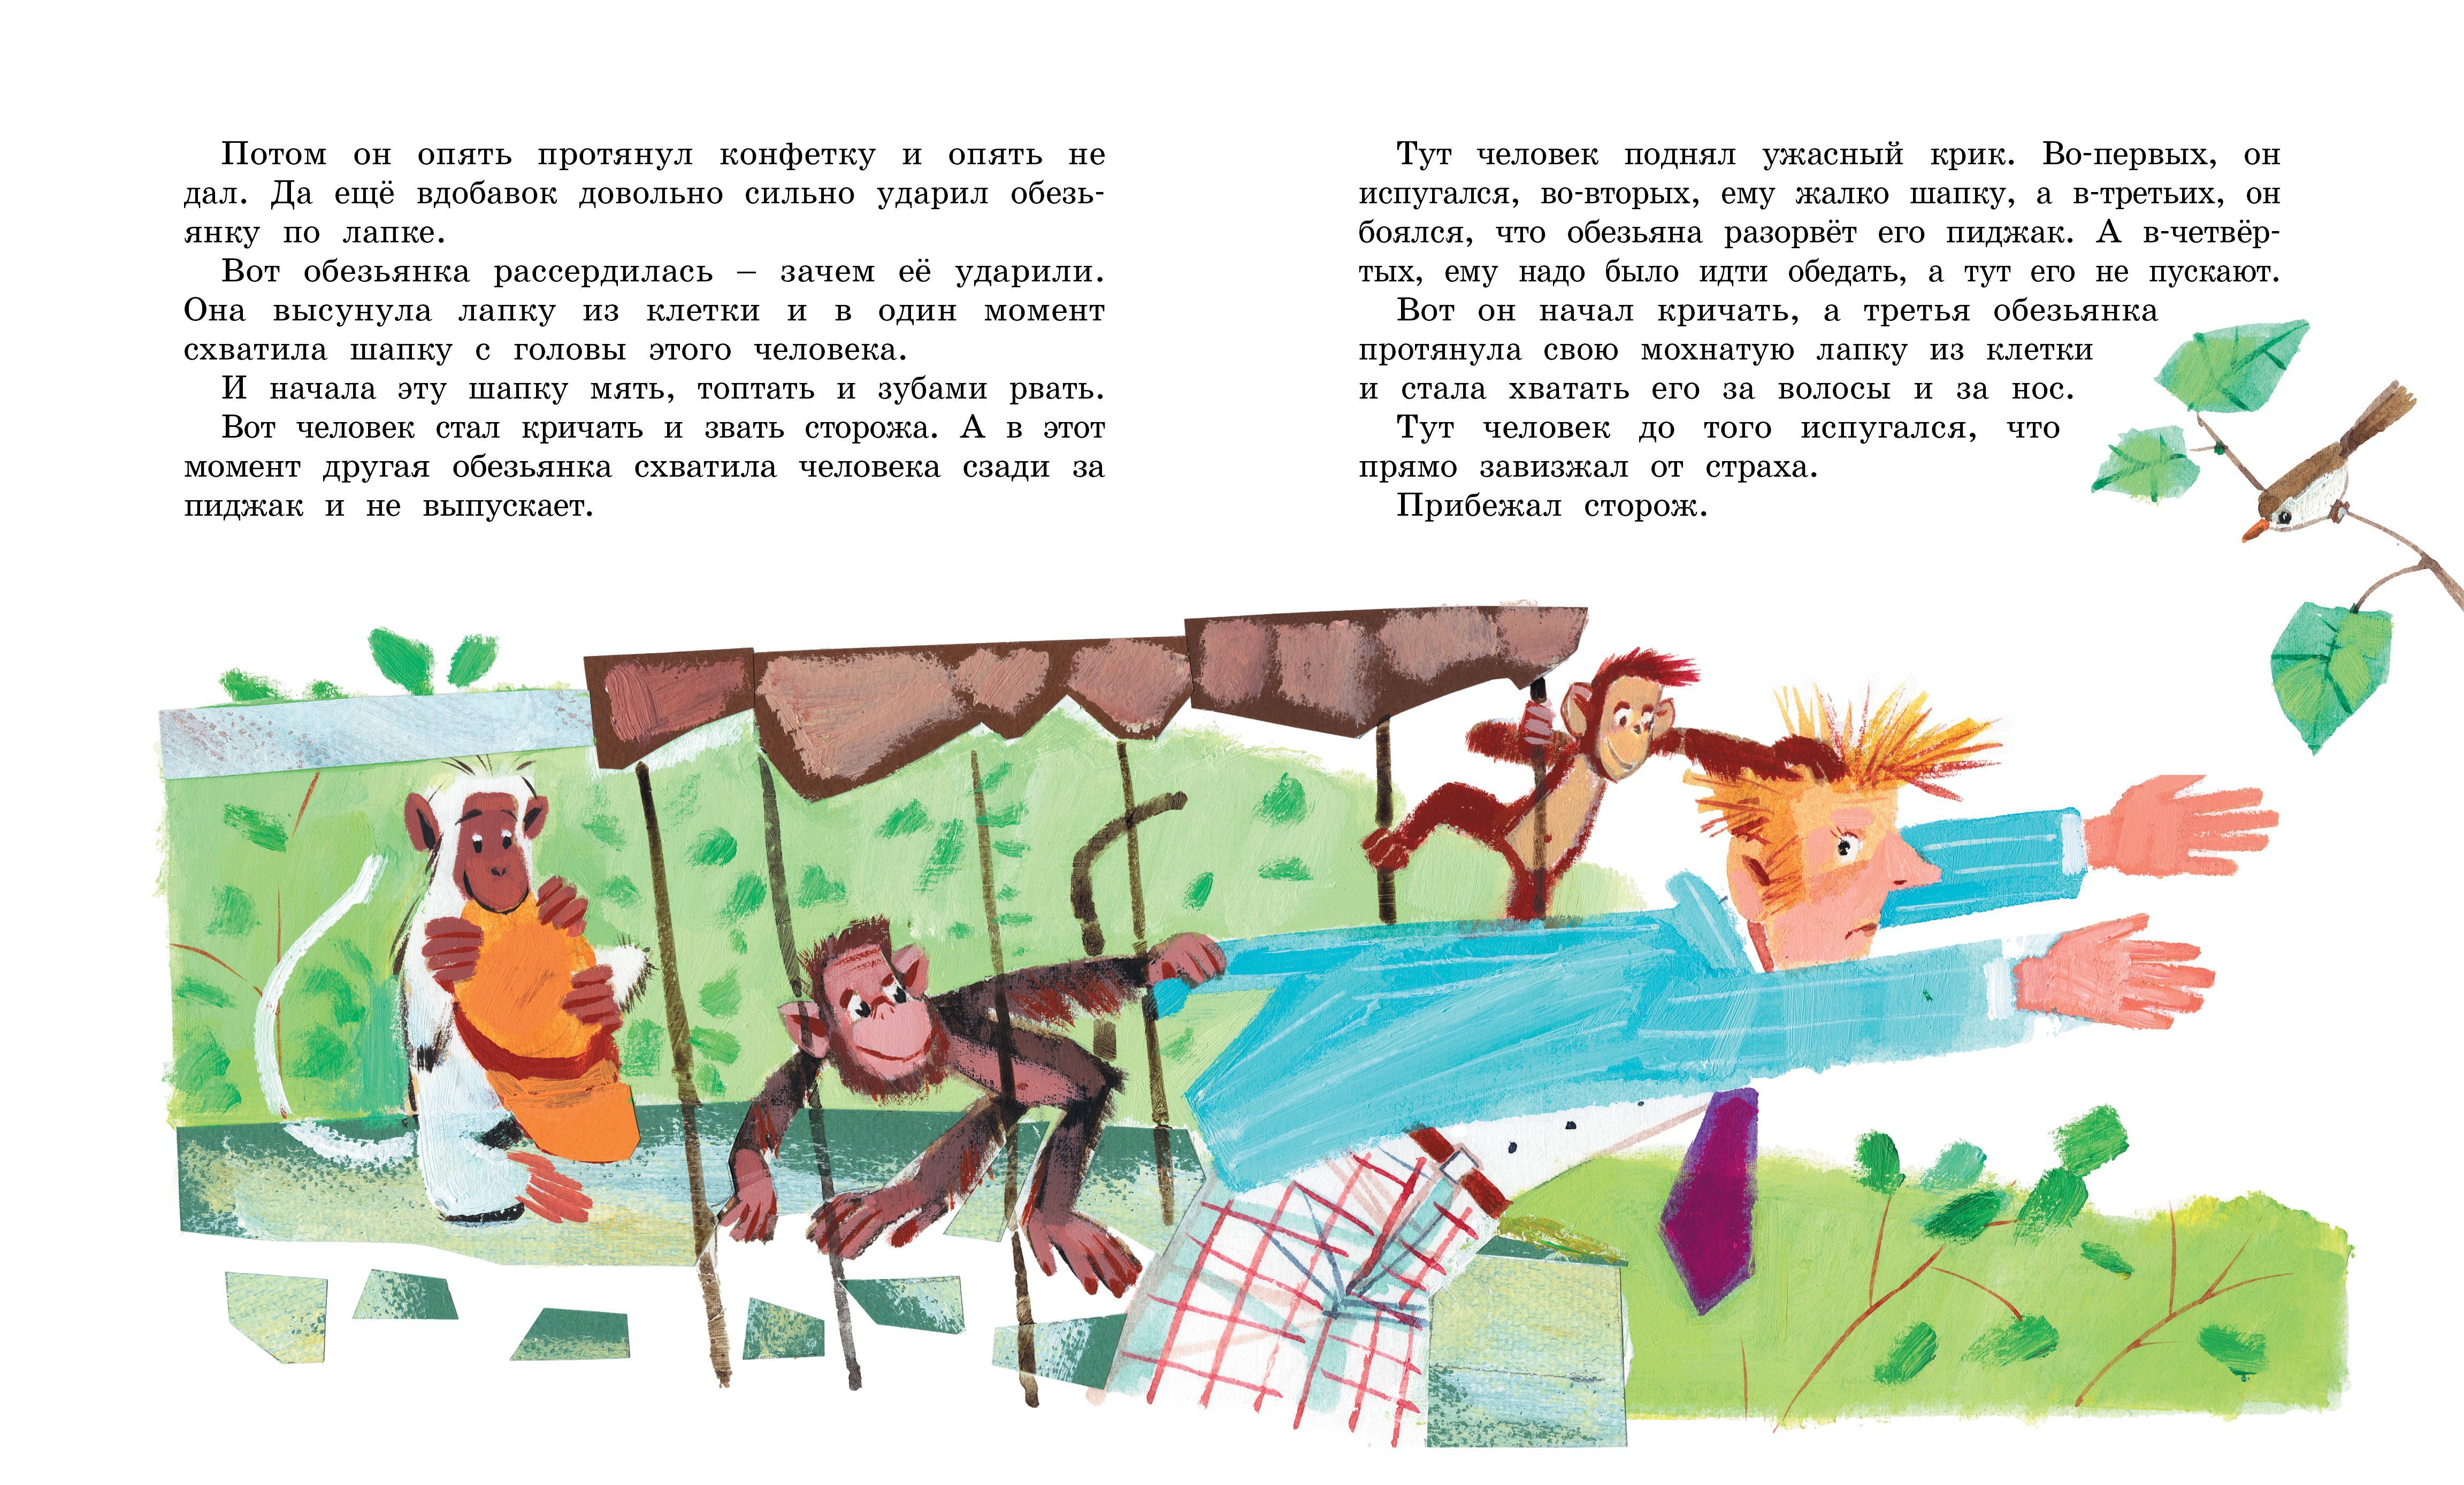 Потом он опять протянул конфетку и опять не
дал. Да ещё вдобавок довольно сильно ударил обезь-
янку по лапке.
Вот обезьянка рассердилась – зачем её ударили.
Она высунула лапку из клетки и в один момент
схватила шапку с головы этого человека.
И начала эту шапку мять, топтать и зубами рвать.
Вот человек стал кричать и звать сторожа. А в этот
момент другая обезьянка схватила человека сзади за
пиджак и не выпускает.
Тут человек поднял ужасный крик. Во-первых, он
испугался, во-вторых, ему жалко шапку, а в-третьих, он
боялся, что обезьяна разорвёт его пиджак. А в-четвёр-
тых, ему надо было идти обедать, а тут его не пускают.
Вот он начал кричать, а третья обезьянка
протянула свою мохнатую лапку из клетки
и стала хватать его за волосы и за нос.
Тут человек до того испугался, что
прямо завизжал от страха.
Прибежал сторож.